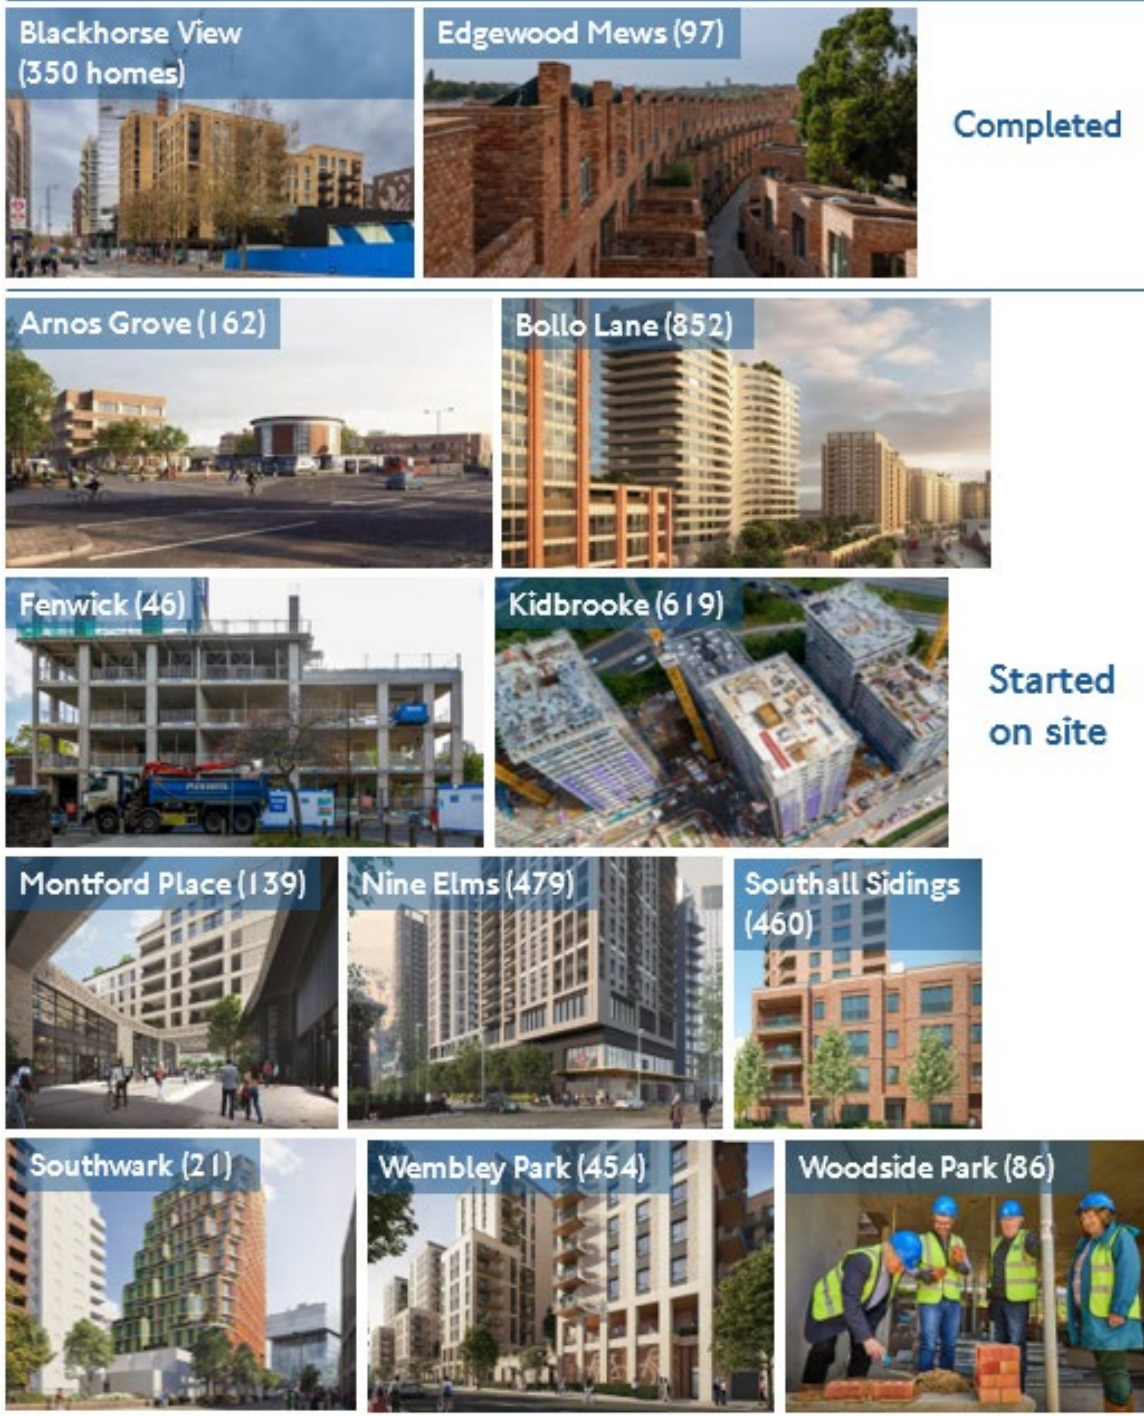 Blackhorse View
(350 homes)
Edgewood Mews (97)
Completed
Arnos Grove (162)
Bollo Lane (852)
Fenwick (46)
Kidbrooke (619)
Started
on site
Montford Place (139)
Nine Elms (479)
Southall Sidings
(460)
Southwark (21)
Wembley Park (454)
Woodside Park (86)